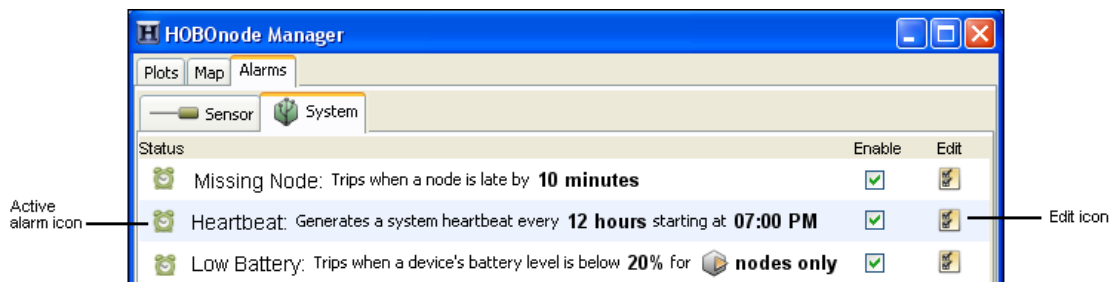 HOBOnode Manager
Plots Map Alarms
Sensor System
Status Enable Edit
Missing Node: Trips when a node is late by 10 minutes
Active
alarm icon
Heartbeat: Generates a system heartbeat every 12 hours starting at 07:00 PM
Edit icon
Low Battery: Trips when a device's battery level is below 20% for nodes only